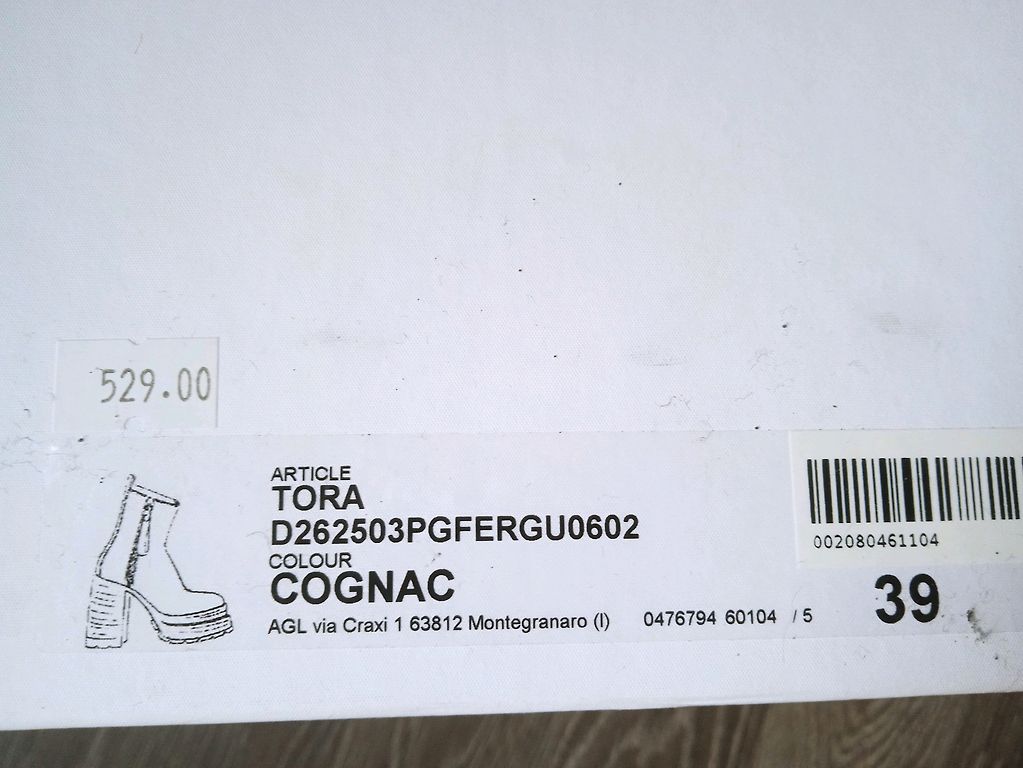 529.00
ARTICLE
TORA
D262503PGFERGU0602
COLOUR
COGNAC
AGL via Craxi 1 63812 Montegranaro (I) 0476794 60104 / 5
002080461104
39